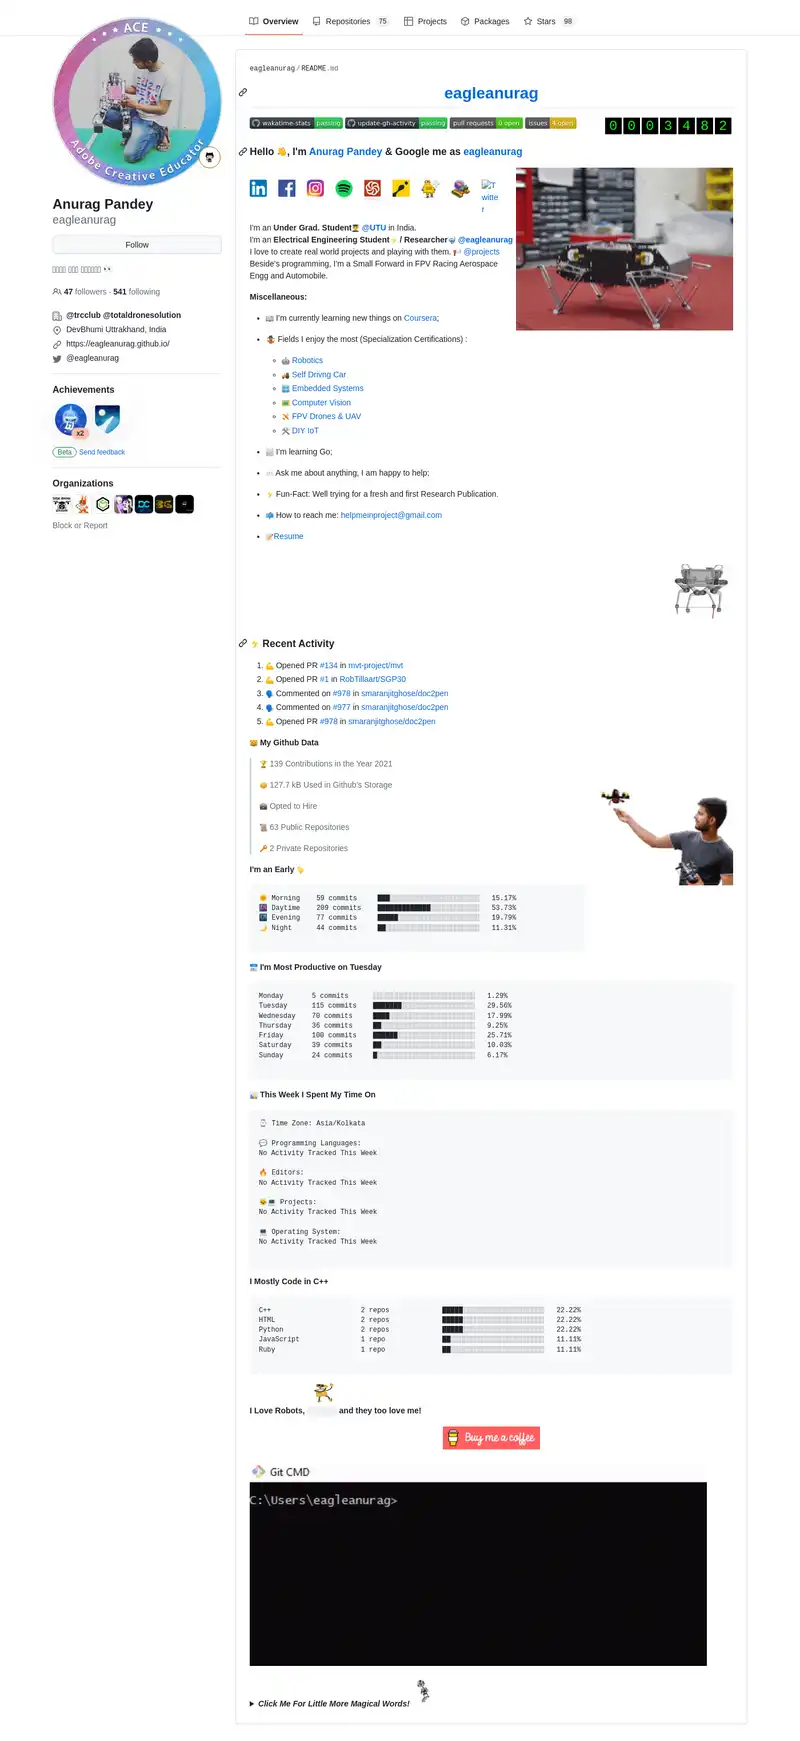 Overview Repositories 75 Projects Packages Stars 98
ACE
Adobe Creative Educator
Anurag Pandey
eagleanurag
Follow
47 followers · 541 following
@trcclub @totaldronesolution
DevBhumi Uttrakhand, India
https://eagleanurag.github.io/
@eagleanurag
Achievements
x2
Beta Send feedback
Organizations
Block or Report
eagleanurag/README.md
eagleanurag
wakatime-stats passing update-gh-activity passing pull requests 0 open issues 4 open
0003482
Hello 👋, I'm Anurag Pandey & Google me as eagleanurag
Twitter
I'm an Under Grad. Student @UTU in India.
I'm an Electrical Engineering Student⚡ / Researcher @eagleanurag
I love to create real world projects and playing with them. @projects
Beside's programming, I'm a Small Forward in FPV Racing Aerospace
Engg and Automobile.
Miscellaneous:
I'm currently learning new things on Coursera;
Fields I enjoy the most (Specialization Certifications) :
Robotics
Self Drivng Car
Embedded Systems
Computer Vision
FPV Drones & UAV
DIY IoT
I'm learning Go;
Ask me about anything, I am happy to help;
Fun-Fact: Well trying for a fresh and first Research Publication.
How to reach me: helpmeinproject@gmail.com
Resume
⚡ Recent Activity
1. 💪 Opened PR #134 in mvt-project/mvt
2. 💪 Opened PR #1 in RobTillaart/SGP30
3. 🗣 Commented on #978 in smaranjitghose/doc2pen
4. 🗣 Commented on #977 in smaranjitghose/doc2pen
5. 💪 Opened PR #978 in smaranjitghose/doc2pen
My Github Data
139 Contributions in the Year 2021
127.7 kB Used in Github's Storage
Opted to Hire
63 Public Repositories
2 Private Repositories
I'm an Early 🐤
Morning 59 commits 15.17%
Daytime 209 commits 53.73%
Evening 77 commits 19.79%
Night 44 commits 11.31%
I'm Most Productive on Tuesday
Monday 5 commits 1.29%
Tuesday 115 commits 29.56%
Wednesday 70 commits 17.99%
Thursday 36 commits 9.25%
Friday 100 commits 25.71%
Saturday 39 commits 10.03%
Sunday 24 commits 6.17%
This Week I Spent My Time On
Time Zone: Asia/Kolkata
Programming Languages:
No Activity Tracked This Week
Editors:
No Activity Tracked This Week
Projects:
No Activity Tracked This Week
Operating System:
No Activity Tracked This Week
I Mostly Code in C++
C++ 2 repos 22.22%
HTML 2 repos 22.22%
Python 2 repos 22.22%
JavaScript 1 repo 11.11%
Ruby 1 repo 11.11%
I Love Robots, and they too love me!
Buy me a coffee
Git CMD
C:\Users\eagleanurag>
Click Me For Little More Magical Words!